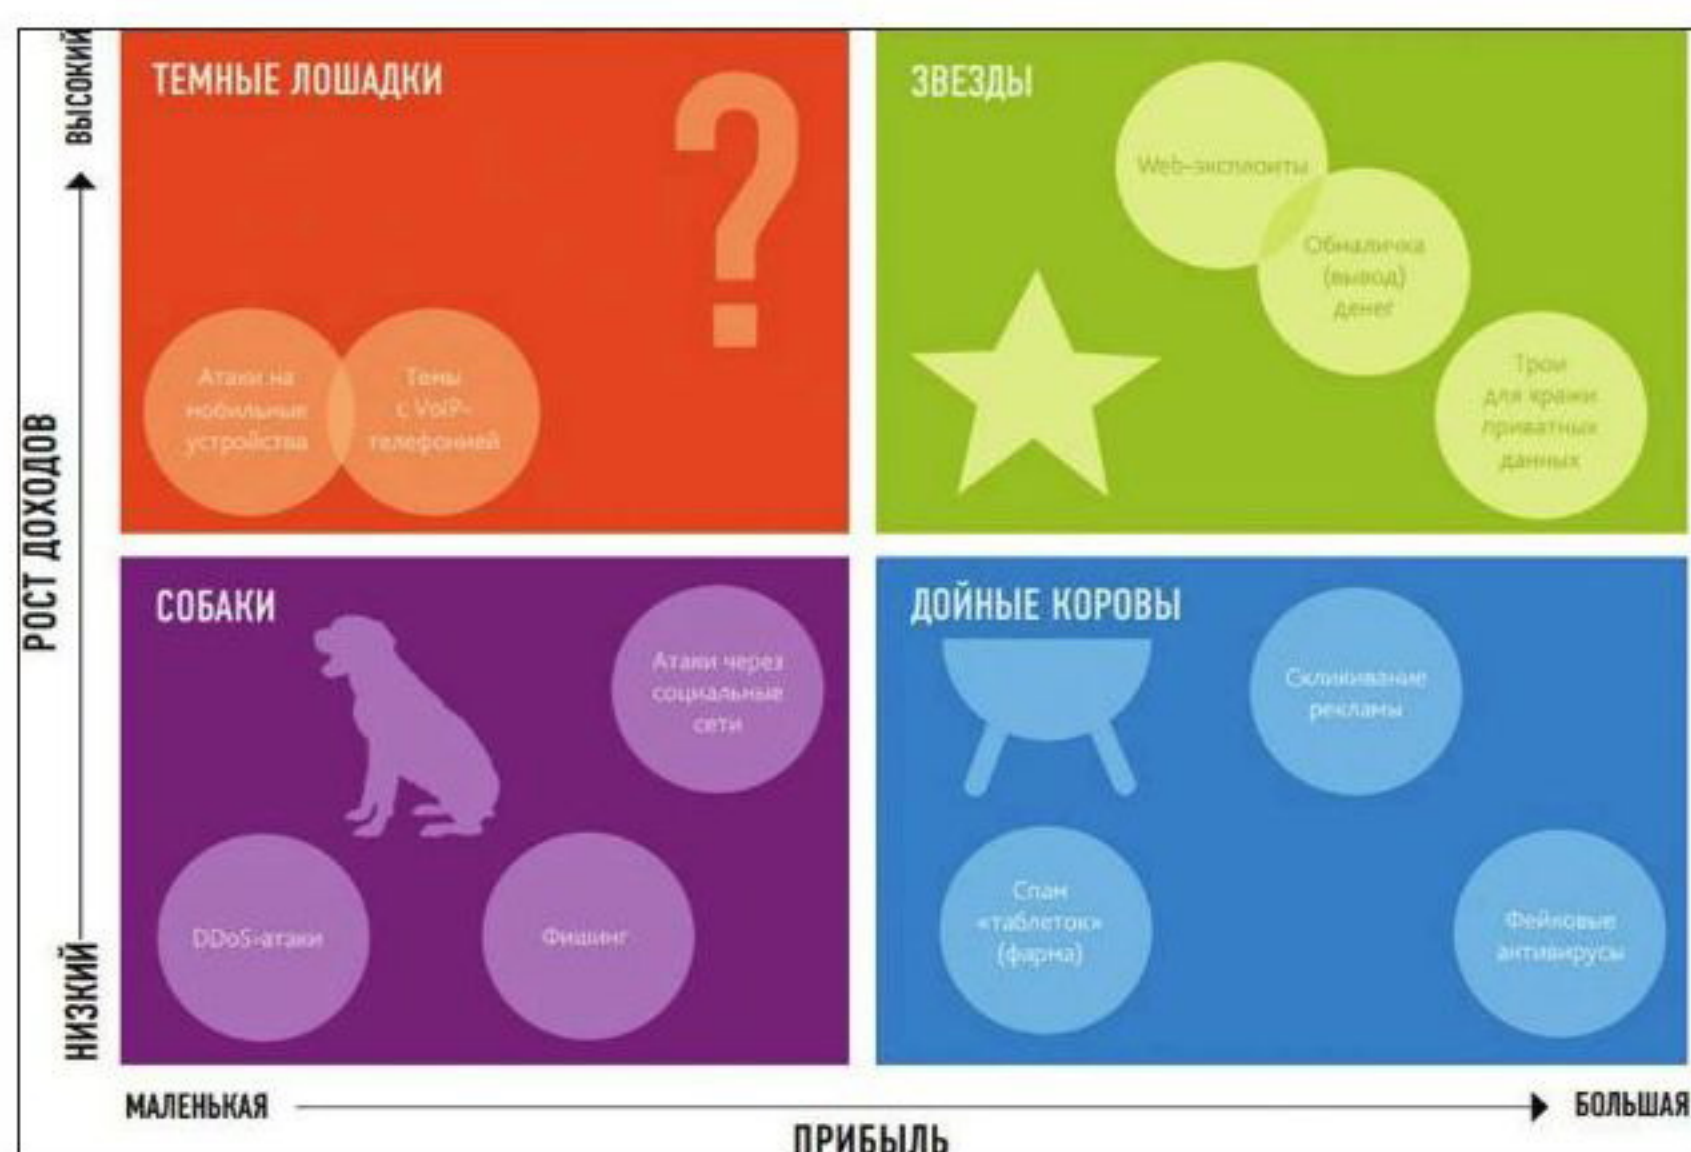 ВЫСОКИЙ
РОСТ ДОХОДОВ
НИЗКИЙ
ТЕМНЫЕ ЛОШАДКИ
?
Атаки на
мобильные
устройства
Темы
с VoIP-
телефонией
ЗВЕЗДЫ
Web-эксплоиты
Обналичка
(вывод)
денег
Трои
для кражи
приватных
данных
СОБАКИ
Атаки через
социальные
сети
DDoS-атаки
Фишинг
ДОЙНЫЕ КОРОВЫ
Скликивание
рекламы
Спам
«таблеток»
(фарма)
Фейковые
антивирусы
МАЛЕНЬКАЯ
БОЛЬШАЯ
ПРИБЫЛЬ